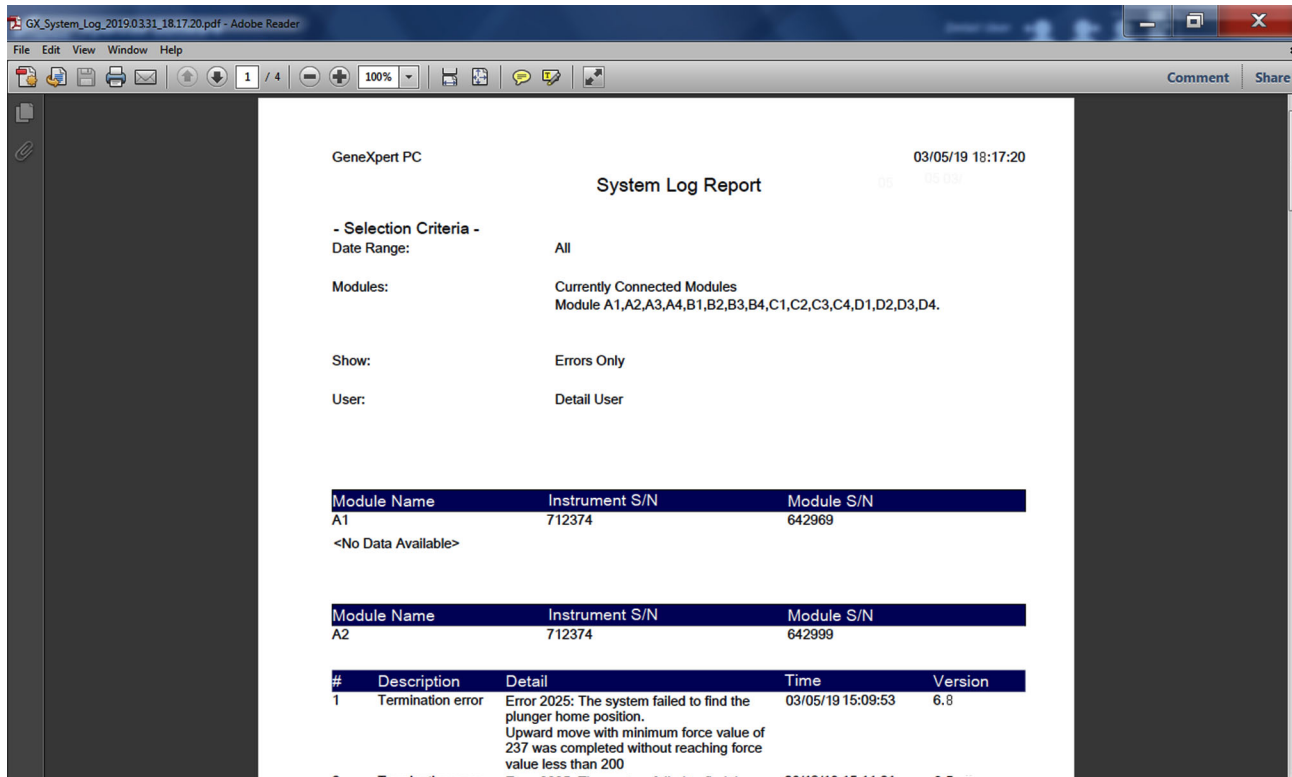 GX_System_Log_2019.03.31_18.17.20.pdf - Adobe Reader
File Edit View Window Help
1 / 4 100% Comment Share
GeneXpert PC 03/05/19 18:17:20
System Log Report
- Selection Criteria -
Date Range: All
Modules: Currently Connected Modules
Module A1,A2,A3,A4,B1,B2,B3,B4,C1,C2,C3,C4,D1,D2,D3,D4.
Show: Errors Only
User: Detail User
Module Name Instrument S/N Module S/N
A1 712374 642969
<No Data Available>
Module Name Instrument S/N Module S/N
A2 712374 642999
# Description Detail Time Version
1 Termination error Error 2025: The system failed to find the 03/05/19 15:09:53 6.8
plunger home position.
Upward move with minimum force value of
237 was completed without reaching force
value less than 200